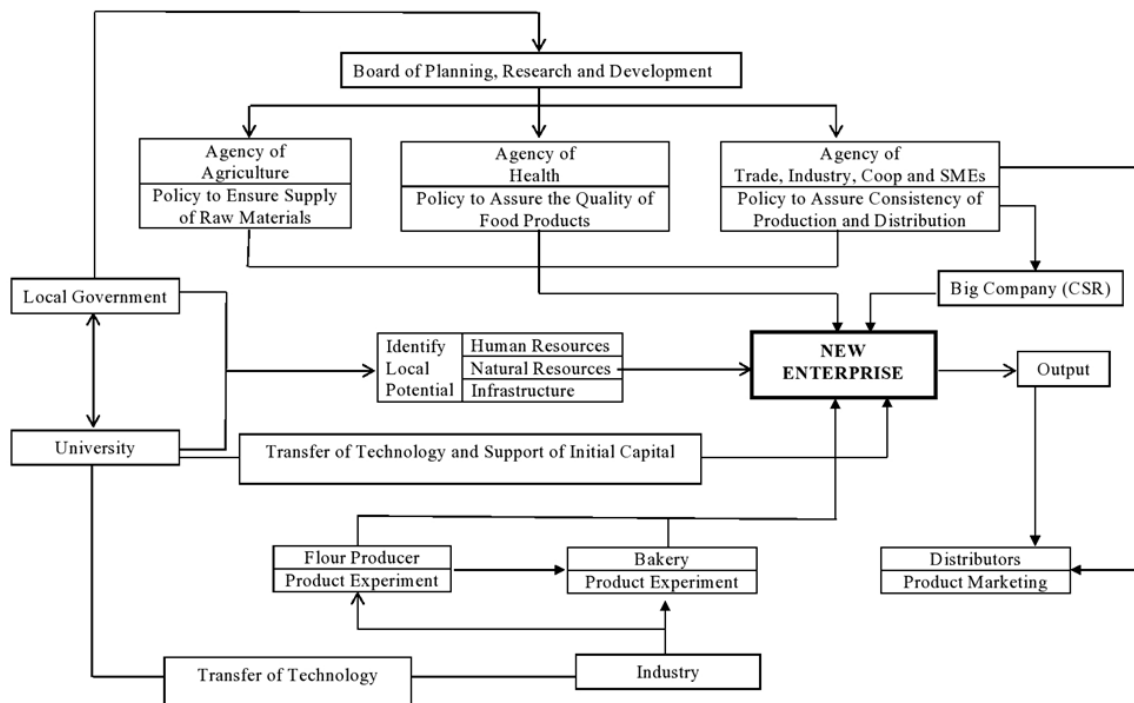 Board of Planning, Research and Development
Agency of
Agriculture
Policy to Ensure Supply
of Raw Materials
Agency of
Health
Policy to Assure the Quality of
Food Products
Agency of
Trade, Industry, Coop and SMEs
Policy to Assure Consistency of
Production and Distribution
Local Government
Big Company (CSR)
Identify
Local
Potential
Human Resources
Natural Resources
Infrastructure
NEW
ENTERPRISE
Output
University
Transfer of Technology and Support of Initial Capital
Flour Producer
Product Experiment
Bakery
Product Experiment
Distributors
Product Marketing
Transfer of Technology
Industry